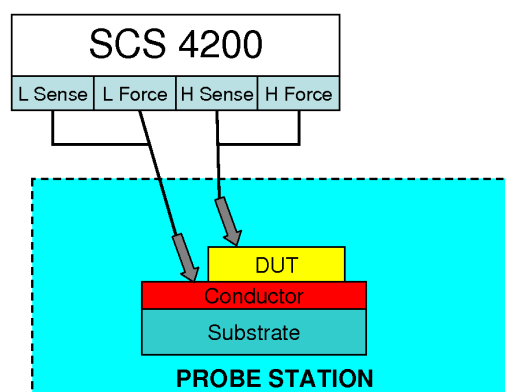 SCS 4200
L Sense L Force H Sense H Force
DUT
Conductor
Substrate
PROBE STATION